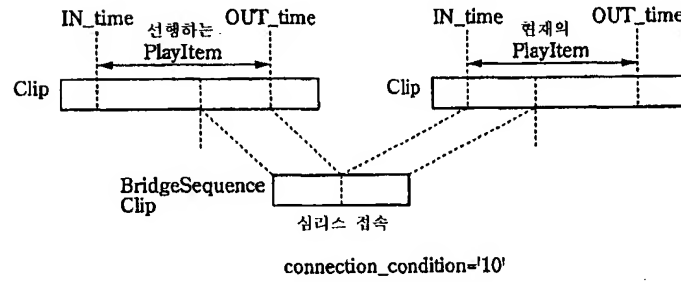 IN_time 선행하는 OUT_time
PlayItem
Clip
IN_time 현재의 OUT_time
PlayItem
Clip
BridgeSequence
Clip
심리스 접속
connection_condition='10'